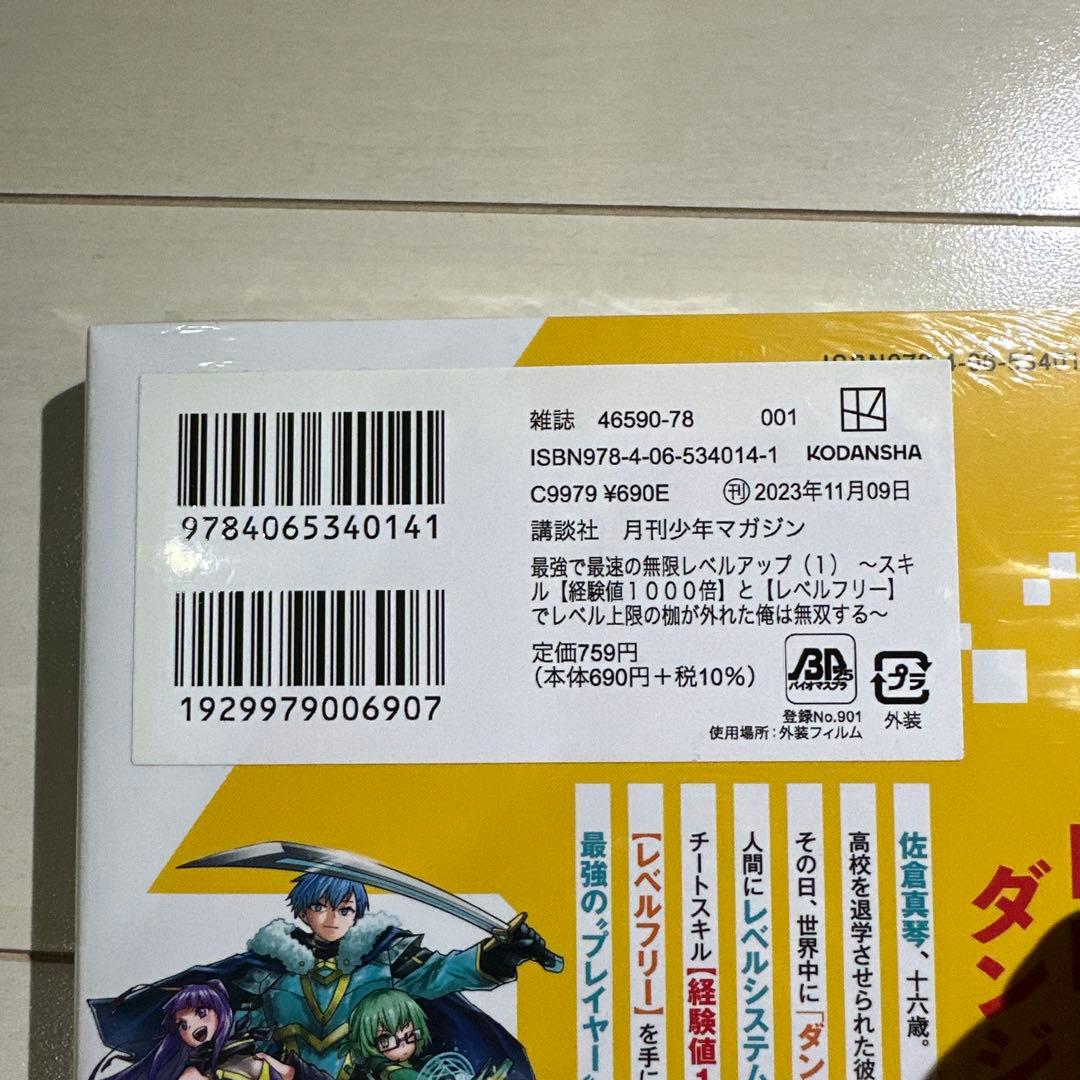 ISBN978-4-06-53401
9784065340141
1929979006907
雑誌 46590-78 001
ISBN978-4-06-534014-1 KODANSHA
C9979 ¥690E ㊞刊 2023年11月09日
講談社 月刊少年マガジン
最強で最速の無限レベルアップ(1) ～スキ
ル【経験値1000倍】と【レベルフリー】
でレベル上限の枷が外れた俺は無双する～
定価759円
(本体690円+税10%)
BP25
バイオマスプラ
登録No.901
使用場所:外装フィルム
プラ
外装
ダンジ
佐倉真琴、十六歳。
高校を退学させられた彼
その日、世界中に「ダン
人間にレベルシステム
チートスキル【経験値1
【レベルフリー】を手に
最強の"プレイヤー